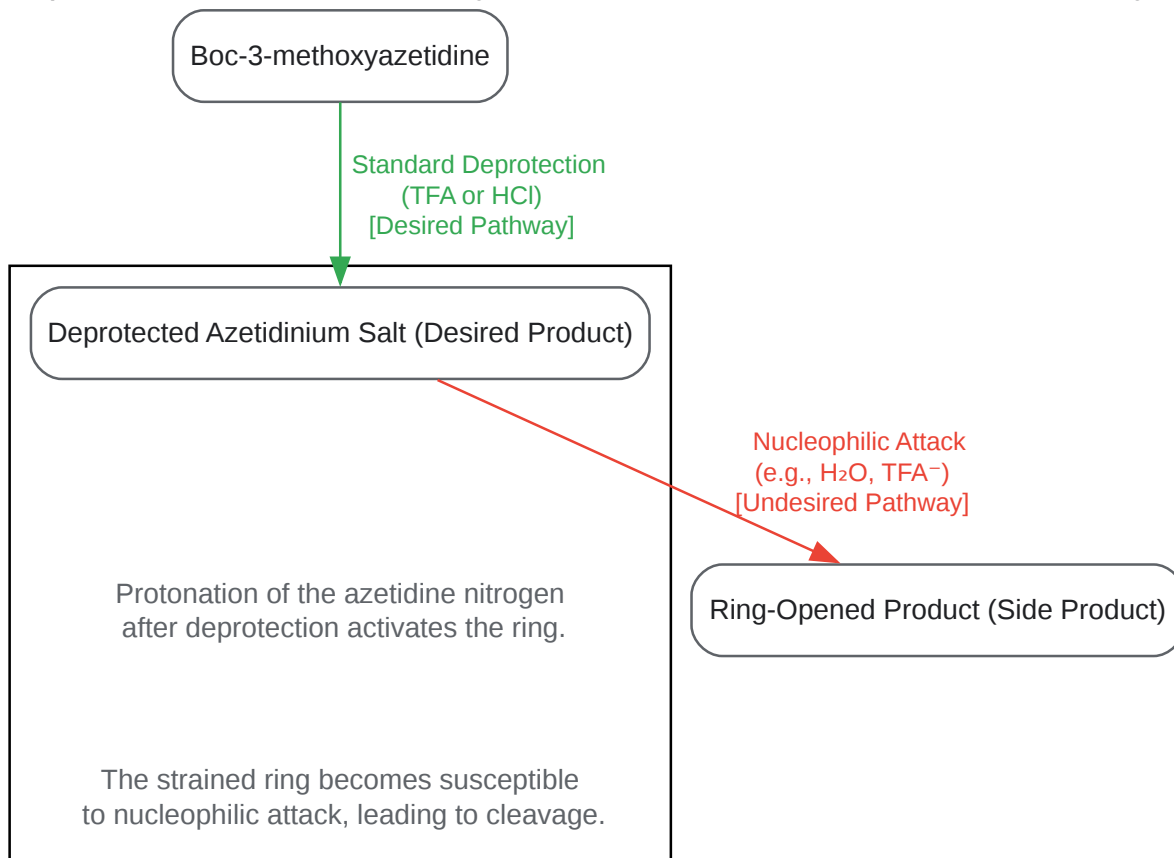 Boc-3-methoxyazetidine
Standard Deprotection
(TFA or HCl)
[Desired Pathway]
Deprotected Azetidinium Salt (Desired Product)
Nucleophilic Attack
(e.g., H₂O, TFA⁻)
[Undesired Pathway]
Protonation of the azetidine nitrogen
after deprotection activates the ring.
Ring-Opened Product (Side Product)
The strained ring becomes susceptible
to nucleophilic attack, leading to cleavage.